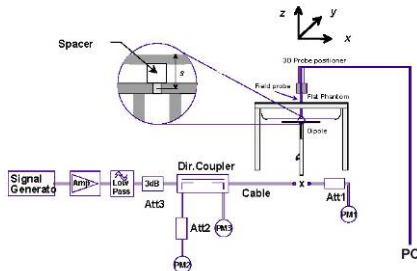 z
y
x
Spacer
s
3D Probe positioner
Field probe
Flat Phantom
Dipole
Dir.Coupler
Signal
Generato
Amp
Low
Pass
3dB
Att3
Cable
x
Att1
PM1
Att2
PM3
PM2
PC